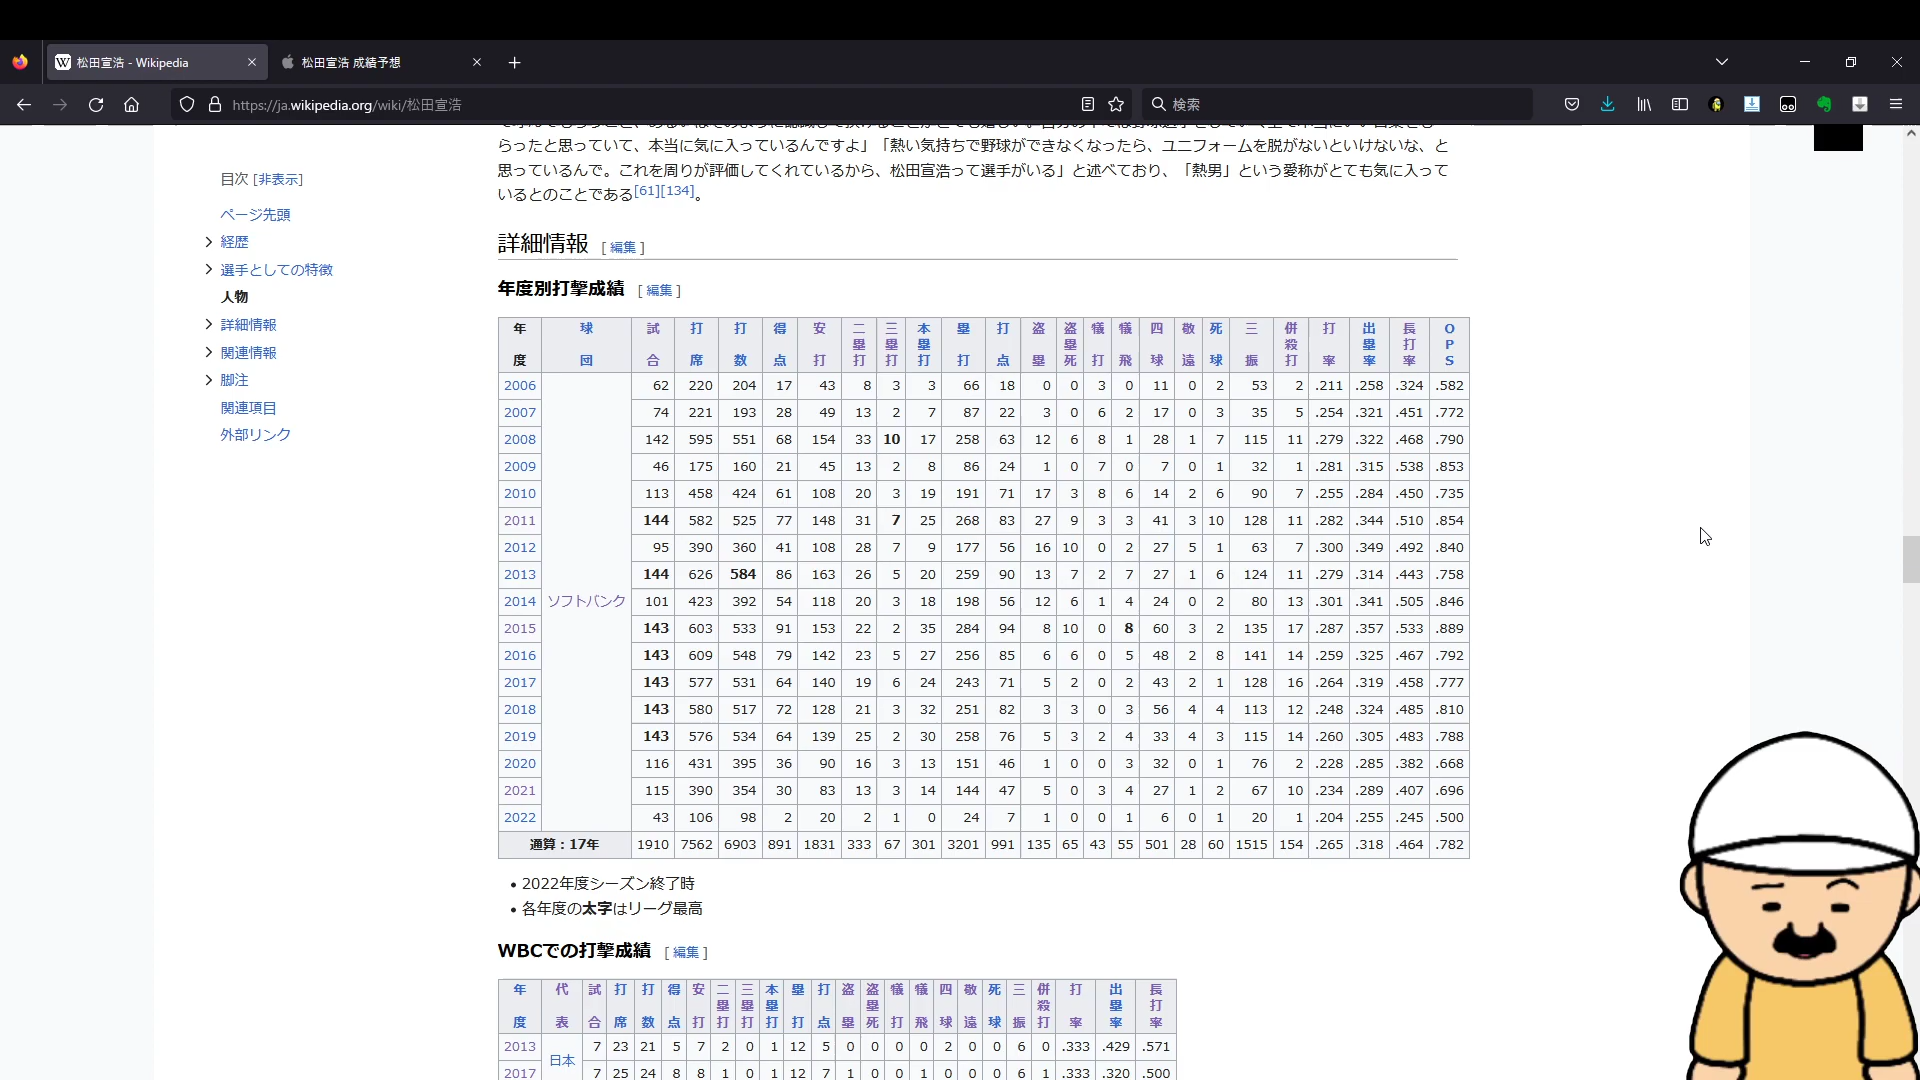 松田宣浩 - Wikipedia
松田宣浩 成績予想
https://ja.wikipedia.org/wiki/松田宣浩
検索
らったと思っていて、本当に気に入っているんですよ」「熱い気持ちで野球ができなくなったら、ユニフォームを脱がないといけないな、と
思っているんで。これを周りが評価してくれているから、松田宣浩って選手がいる」と述べており、「熱男」という愛称がとても気に入って
いるとのことである[61][134]。
目次 [非表示]
ページ先頭
経歴
選手としての特徴
人物
詳細情報
関連情報
脚注
関連項目
外部リンク
詳細情報 [ 編集 ]
年度別打撃成績 [ 編集 ]
年度 球団 試合 打席 打数 得点 安打 二塁打 三塁打 本塁打 塁打 打点 盗塁 盗塁死 犠打 犠飛 四球 敬遠 死球 三振 併殺打 打率 出塁率 長打率 OPS
2006 62 220 204 17 43 8 3 3 66 18 0 0 3 0 11 0 2 53 2 .211 .258 .324 .582
2007 74 221 193 28 49 13 2 7 87 22 3 0 6 2 17 0 3 35 5 .254 .321 .451 .772
2008 142 595 551 68 154 33 10 17 258 63 12 6 8 1 28 1 7 115 11 .279 .322 .468 .790
2009 46 175 160 21 45 13 2 8 86 24 1 0 7 0 7 0 1 32 1 .281 .315 .538 .853
2010 113 458 424 61 108 20 3 19 191 71 17 3 8 6 14 2 6 90 7 .255 .284 .450 .735
2011 144 582 525 77 148 31 7 25 268 83 27 9 3 3 41 3 10 128 11 .282 .344 .510 .854
2012 95 390 360 41 108 28 7 9 177 56 16 10 0 2 27 5 1 63 7 .300 .349 .492 .840
2013 144 626 584 86 163 26 5 20 259 90 13 7 2 7 27 1 6 124 11 .279 .314 .443 .758
2014 ソフトバンク 101 423 392 54 118 20 3 18 198 56 12 6 1 4 24 0 2 80 13 .301 .341 .505 .846
2015 143 603 533 91 153 22 2 35 284 94 8 10 0 8 60 3 2 135 17 .287 .357 .533 .889
2016 143 609 548 79 142 23 5 27 256 85 6 6 0 5 48 2 8 141 14 .259 .325 .467 .792
2017 143 577 531 64 140 19 6 24 243 71 5 2 0 2 43 2 1 128 16 .264 .319 .458 .777
2018 143 580 517 72 128 21 3 32 251 82 3 3 0 3 56 4 4 113 12 .248 .324 .485 .810
2019 143 576 534 64 139 25 2 30 258 76 5 3 2 4 33 4 3 115 14 .260 .305 .483 .788
2020 116 431 395 36 90 16 3 13 151 46 1 0 0 3 32 0 1 76 2 .228 .285 .382 .668
2021 115 390 354 30 83 13 3 14 144 47 5 0 3 4 27 1 2 67 10 .234 .289 .407 .696
2022 43 106 98 2 20 2 1 0 24 7 1 0 0 1 6 0 1 20 1 .204 .255 .245 .500
通算：17年 1910 7562 6903 891 1831 333 67 301 3201 991 135 65 43 55 501 28 60 1515 154 .265 .318 .464 .782
• 2022年度シーズン終了時
• 各年度の太字はリーグ最高
WBCでの打撃成績 [ 編集 ]
年度 代表 試合 打席 打数 得点 安打 二塁打 三塁打 本塁打 塁打 打点 盗塁 盗塁死 犠打 犠飛 四球 敬遠 死球 三振 併殺打 打率 出塁率 長打率
2013 日本 7 23 21 5 7 2 0 1 12 5 0 0 0 0 2 0 0 6 0 .333 .429 .571
2017 7 25 24 8 8 1 0 1 12 7 1 0 0 1 0 0 0 6 1 .333 .320 .500